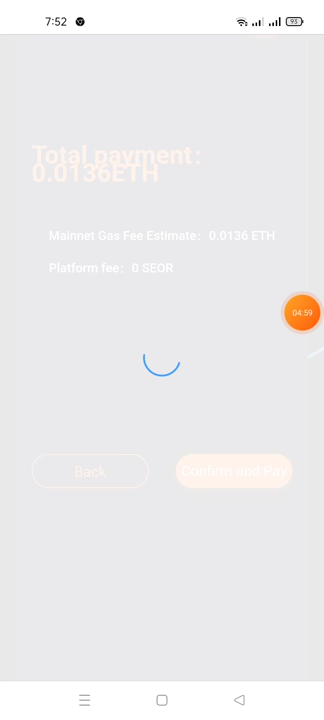 7:52
93
Total payment：
0.0136ETH
Mainnet Gas Fee Estimate：0.0136 ETH
Platform fee：0 SEOR
04:59
Back
Confirm and Pay